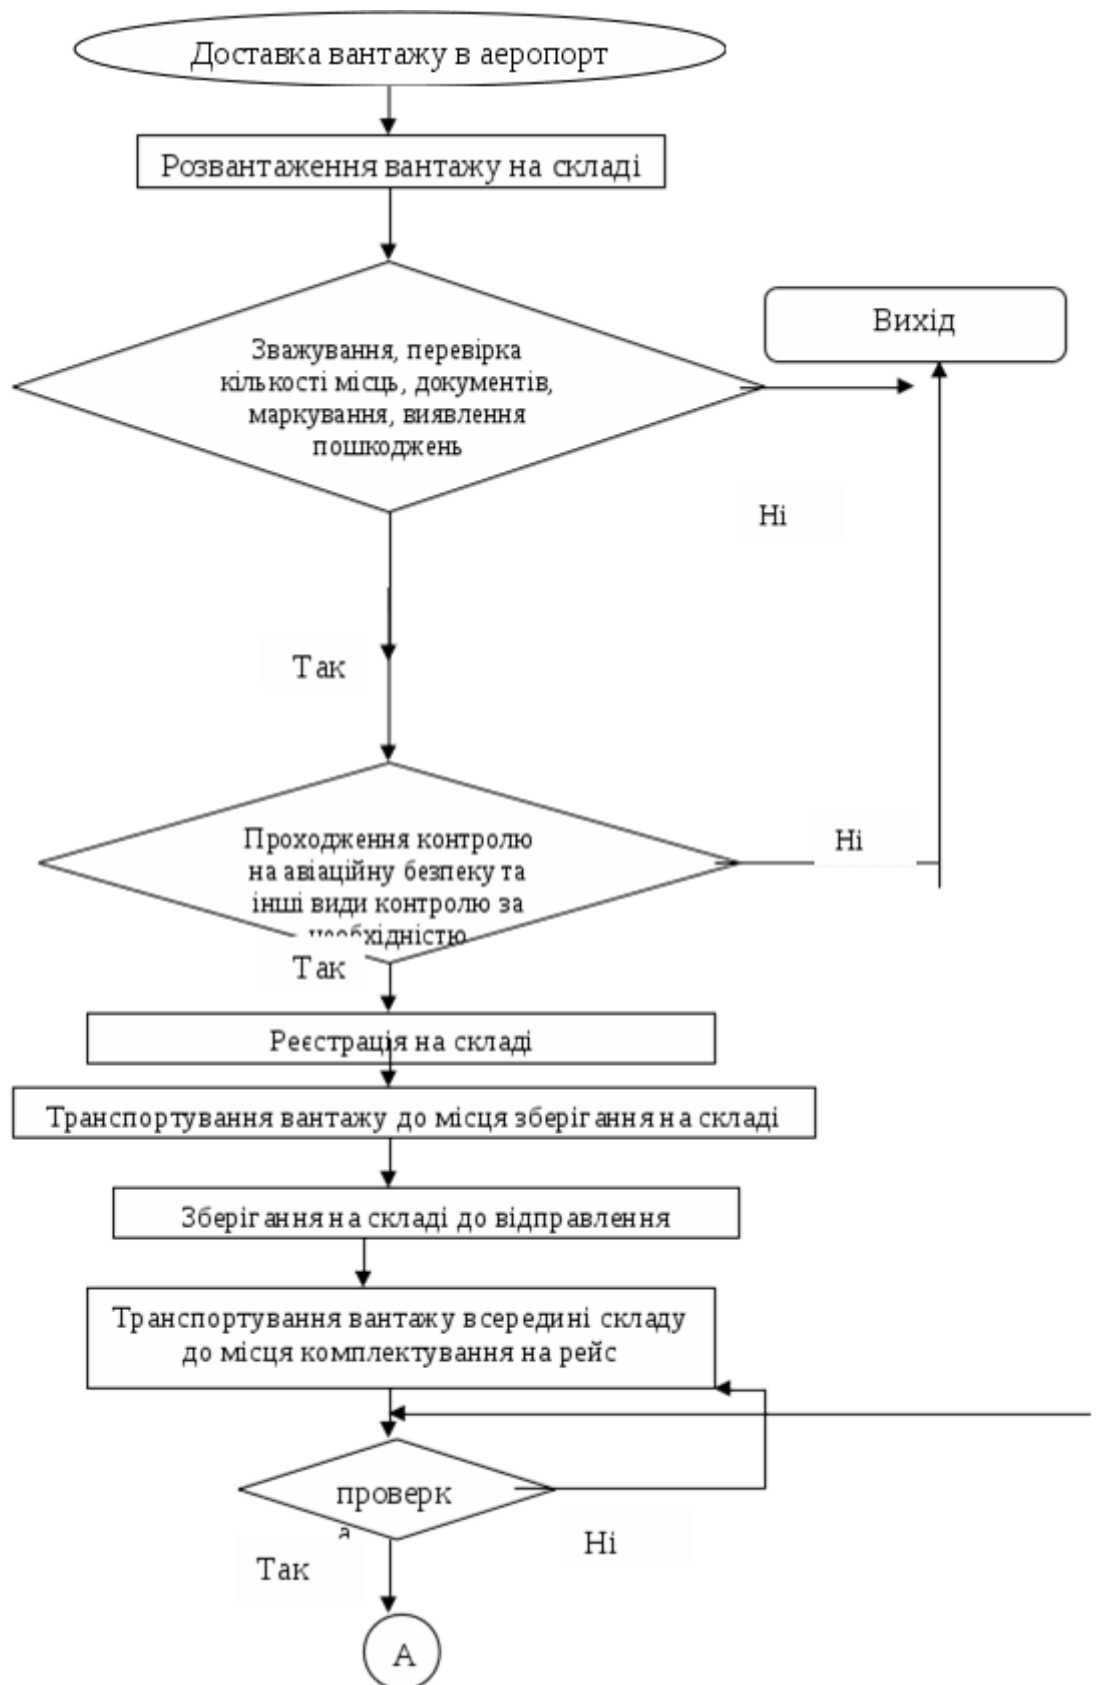 Доставка вантажу в аеропорт
Розвантаження вантажу на складі
Вихід
Зважування, перевірка
кількості місць, документів,
маркування, виявлення
пошкоджень
Ні
Так
Проходження контролю
на авіаційну безпеку та
інші види контролю за
необхідністю
Ні
Так
Реєстрація на складі
Транспортування вантажу до місця зберігання на складі
Зберігання на складі до відправлення
Транспортування вантажу всередині складу
до місця комплектування на рейс
проверк
а
Ні
Так
А